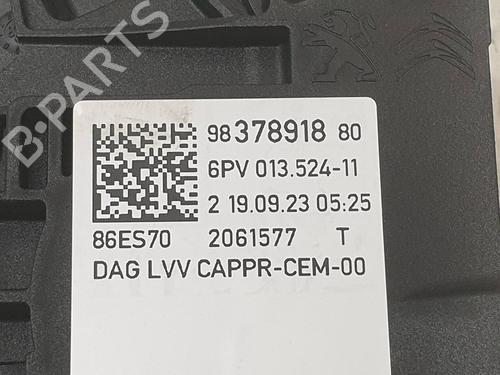 98 378918 80
6PV 013.524-11
2 19.09.23 05:25
86ES70 2061577 T
DAG LVV CAPPR-CEM-00
B-PARTS